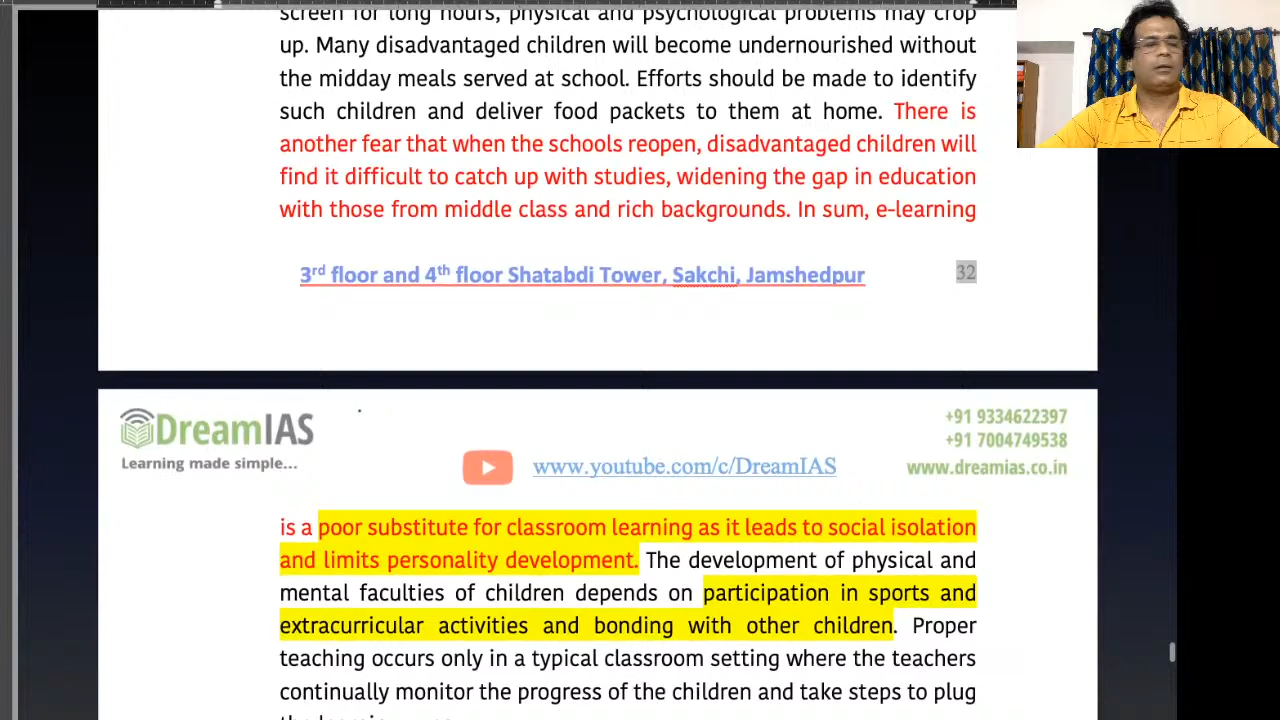 screen for long hours, physical and psychological problems may crop
up. Many disadvantaged children will become undernourished without
the midday meals served at school. Efforts should be made to identify
such children and deliver food packets to them at home. There is
another fear that when the schools reopen, disadvantaged children will
find it difficult to catch up with studies, widening the gap in education
with those from middle class and rich backgrounds. In sum, e-learning
3rd floor and 4th floor Shatabdi Tower, Sakchi, Jamshedpur
32
DreamIAS
Learning made simple...
www.youtube.com/c/DreamIAS
+91 9334622397
+91 7004749538
www.dreamias.co.in
is a poor substitute for classroom learning as it leads to social isolation
and limits personality development. The development of physical and
mental faculties of children depends on participation in sports and
extracurricular activities and bonding with other children. Proper
teaching occurs only in a typical classroom setting where the teachers
continually monitor the progress of the children and take steps to plug